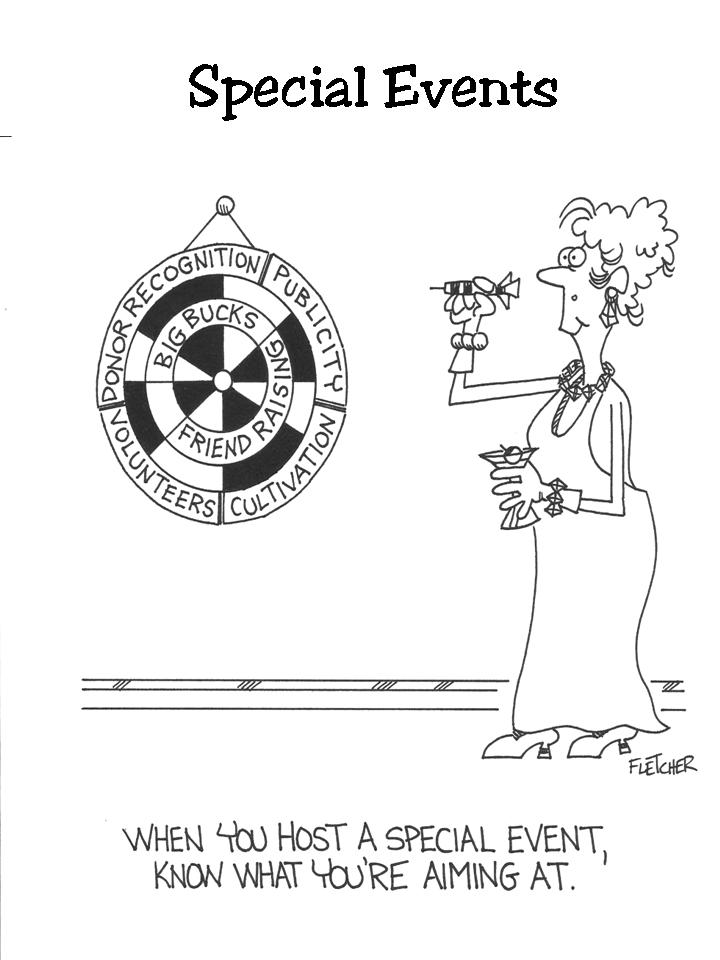 Special Events
DONOR RECOGNITION
PUBLICITY
BIG BUCKS
FRIEND RAISING
VOLUNTEERS
CULTIVATION
FLETCHER
WHEN YOU HOST A SPECIAL EVENT,
KNOW WHAT YOU'RE AIMING AT.